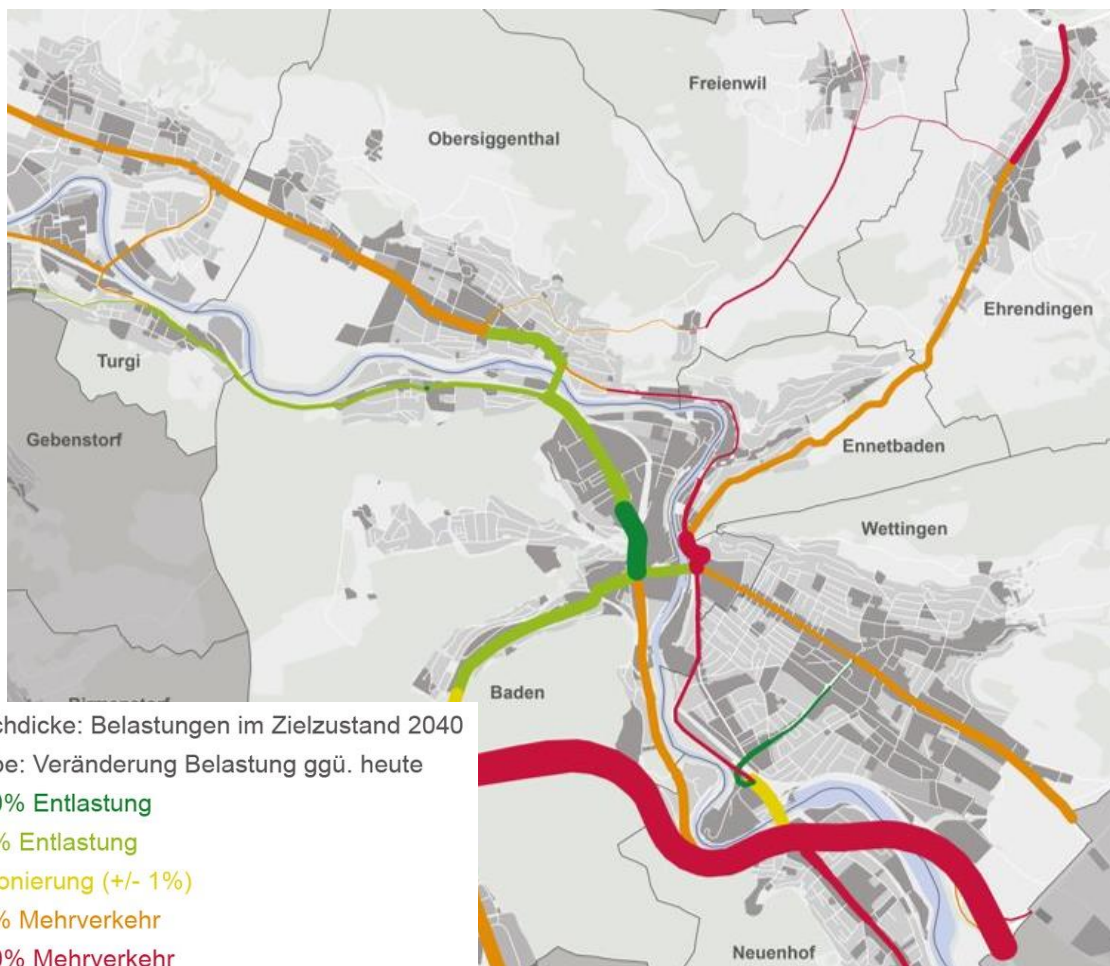 Freienwil
Obersiggenthal
Ehrendingen
Turgi
Gebenstorf
Ennetbaden
Wettingen
Baden
chdicke: Belastungen im Zielzustand 2040
be: Veränderung Belastung ggü. heute
0% Entlastung
% Entlastung
onierung (+/- 1%)
% Mehrverkehr
0% Mehrverkehr
Neuenhof